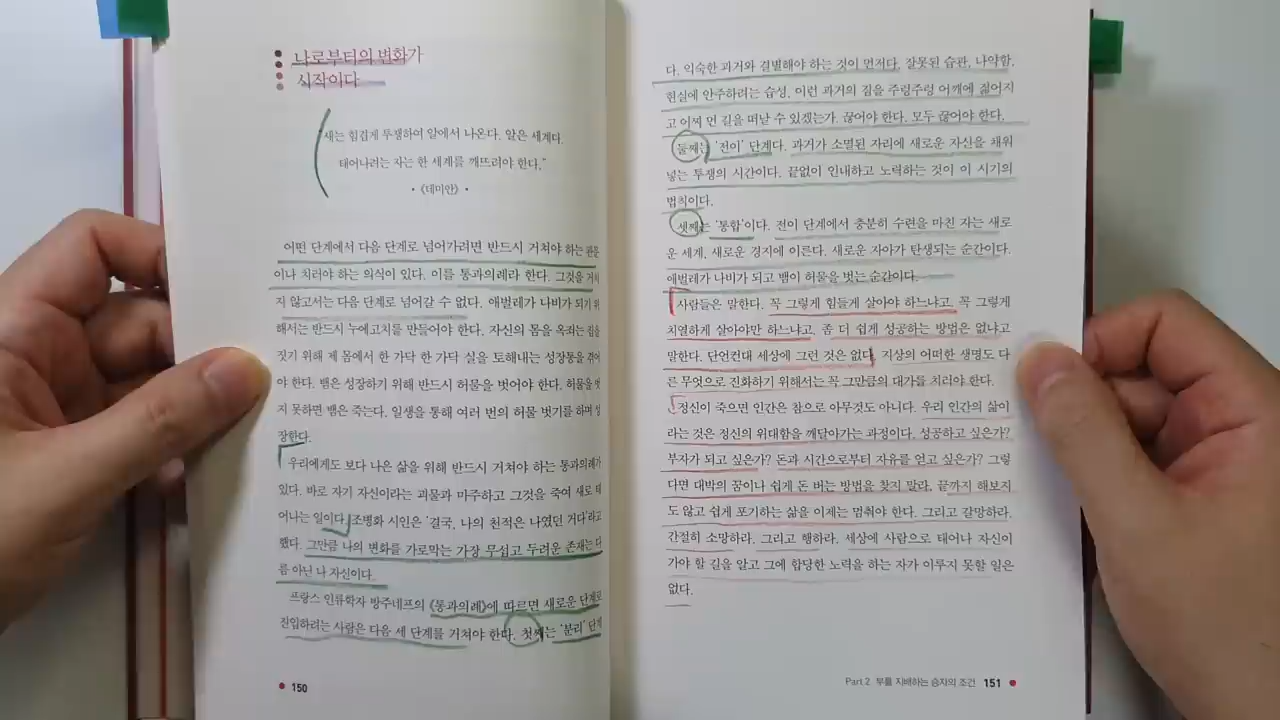 나로부터의 변화가
시작이다
새는 힘겹게 투쟁하여 알에서 나온다. 알은 세계다.
태어나려는 자는 한 세계를 깨뜨려야 한다."
• 《데미안》 •
어떤 단계에서 다음 단계로 넘어가려면 반드시 거쳐야 하는 관문
이나 치러야 하는 의식이 있다. 이를 통과의례라 한다. 그것을 거치
지 않고서는 다음 단계로 넘어갈 수 없다. 애벌레가 나비가 되기 위
해서는 반드시 누에고치를 만들어야 한다. 자신의 몸을 옥죄는 집을
짓기 위해 제 몸에서 한 가닥 한 가닥 실을 토해내는 성장통을 겪어
야 한다. 뱀은 성장하기 위해 반드시 허물을 벗어야 한다. 허물을 벗
지 못하면 뱀은 죽는다. 일생을 통해 여러 번의 허물 벗기를 하며 성
장한다.
우리에게도 보다 나은 삶을 위해 반드시 거쳐야 하는 통과의례가
있다. 바로 자기 자신이라는 괴물과 마주하고 그것을 죽여 새로 태
어나는 일이다. 조병화 시인은 '결국, 나의 천적은 나였던 거다'라고
했다. 그만큼 나의 변화를 가로막는 가장 무섭고 두려운 존재는 다
름 아닌 나 자신이다.
프랑스 인류학자 방주네프의 《통과의례》에 따르면 새로운 단계로
진입하려는 사람은 다음 세 단계를 거쳐야 한다. 첫째는 '분리' 단계
150
다. 익숙한 과거와 결별해야 하는 것이 먼저다. 잘못된 습관, 나약함,
현실에 안주하려는 습성, 이런 과거의 짐을 주렁주렁 어깨에 짊어지
고 어찌 먼 길을 떠날 수 있겠는가. 끊어야 한다. 모두 끊어야 한다.
둘째는 '전이' 단계다. 과거가 소멸된 자리에 새로운 자신을 채워
넣는 투쟁의 시간이다. 끝없이 인내하고 노력하는 것이 이 시기의
법칙이다.
셋째는 '통합'이다. 전이 단계에서 충분히 수련을 마친 자는 새로
운 세계, 새로운 경지에 이른다. 새로운 자아가 탄생되는 순간이다.
애벌레가 나비가 되고 뱀이 허물을 벗는 순간이다.
사람들은 말한다. 꼭 그렇게 힘들게 살아야 하느냐고, 꼭 그렇게
치열하게 살아야만 하느냐고, 좀 더 쉽게 성공하는 방법은 없냐고
말한다. 단언컨대 세상에 그런 것은 없다. 지상의 어떠한 생명도 다
른 무엇으로 진화하기 위해서는 꼭 그만큼의 대가를 치러야 한다.
정신이 죽으면 인간은 참으로 아무것도 아니다. 우리 인간의 삶이
라는 것은 정신의 위대함을 깨달아가는 과정이다. 성공하고 싶은가?
부자가 되고 싶은가? 돈과 시간으로부터 자유를 얻고 싶은가? 그렇
다면 대박의 꿈이나 쉽게 돈 버는 방법을 찾지 말라. 끝까지 해보지
도 않고 쉽게 포기하는 삶을 이제는 멈춰야 한다. 그리고 갈망하라.
간절히 소망하라. 그리고 행하라. 세상에 사람으로 태어나 자신이
가야 할 길을 알고 그에 합당한 노력을 하는 자가 이루지 못할 일은
없다.
Part 2 부를 지배하는 승자의 조건 151